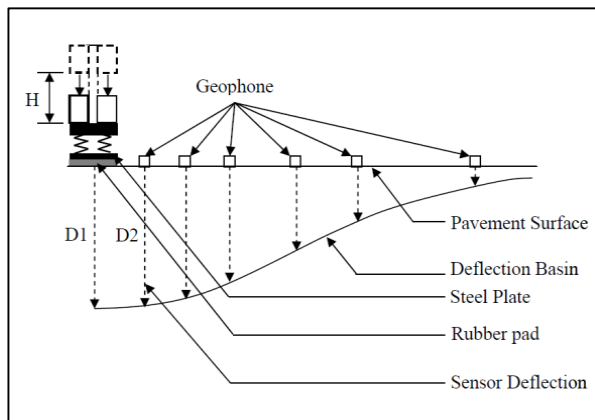 Geophone
H
Pavement Surface
D1
D2
Deflection Basin
Steel Plate
Rubber pad
Sensor Deflection